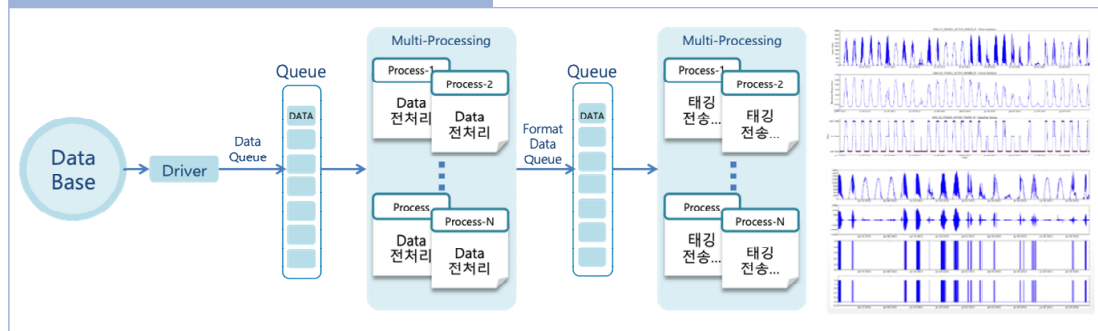 Data
Base
Driver
Data
Queue
Queue
DATA
Multi-Processing
Process-1
Data
전처리
Process-2
Data
전처리
Process
Data
전처리
Process-N
Data
전처리
Format
Data
Queue
Queue
DATA
Multi-Processing
Process-1
태깅
전송...
Process-2
태깅
전송...
Process
태깅
전송...
Process-N
태깅
전송...